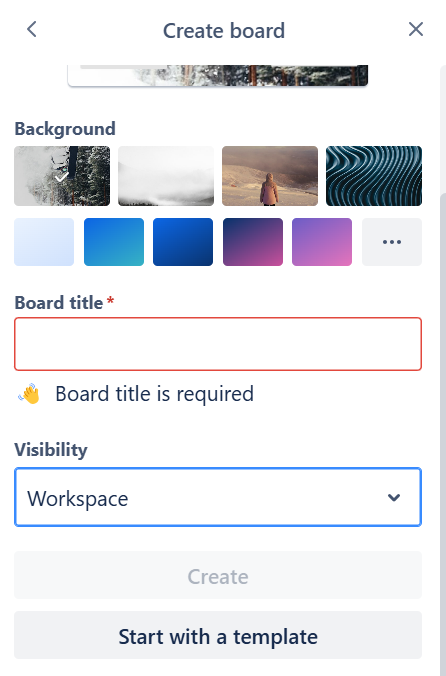 Create board
Background
Board title*
Board title is required
Visibility
Workspace
Create
Start with a template